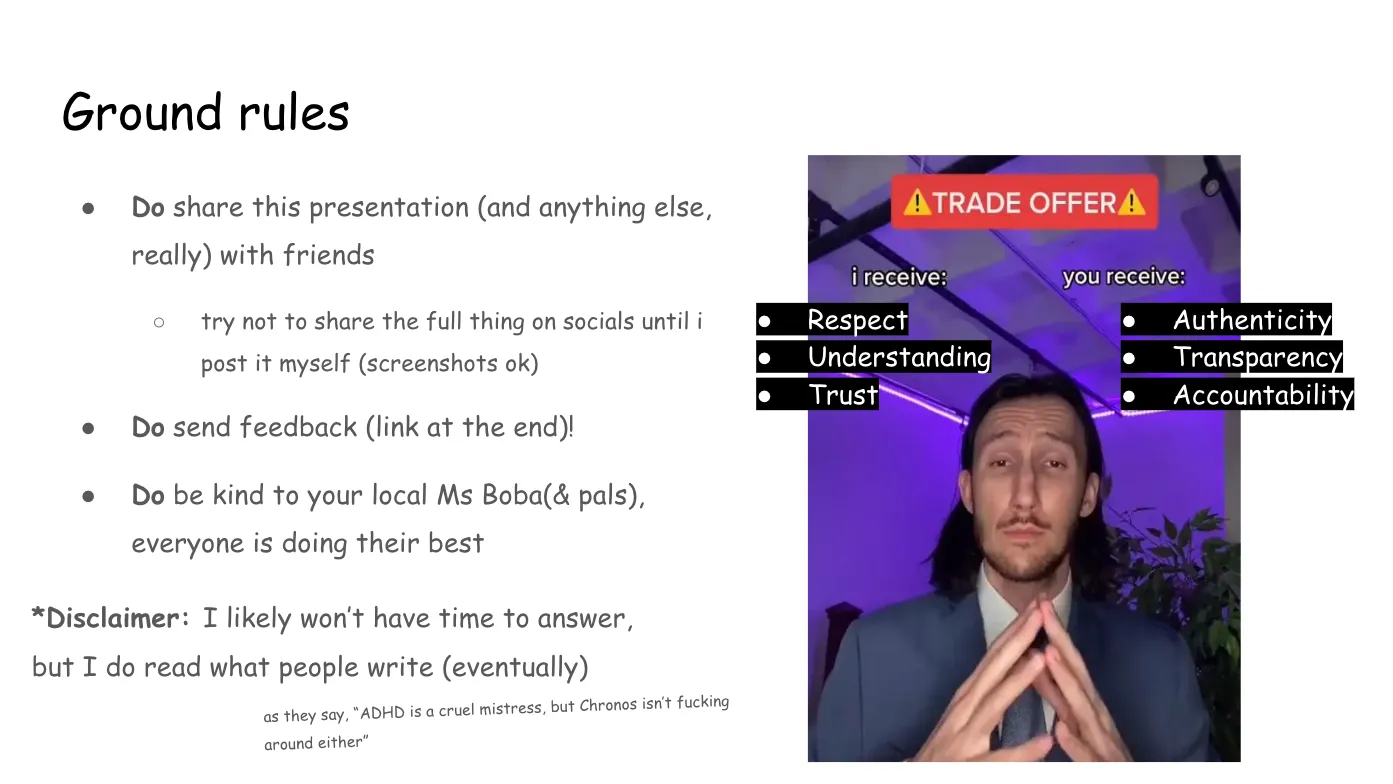 Ground rules
● Do share this presentation (and anything else,
really) with friends
○ try not to share the full thing on socials until i
post it myself (screenshots ok)
● Do send feedback (link at the end)!
● Do be kind to your local Ms Boba(& pals),
everyone is doing their best
*Disclaimer: I likely won’t have time to answer,
but I do read what people write (eventually)
as they say, “ADHD is a cruel mistress, but Chronos isn’t fucking
around either”
⚠️TRADE OFFER⚠️
i receive:
● Respect
● Understanding
● Trust
you receive:
● Authenticity
● Transparency
● Accountability